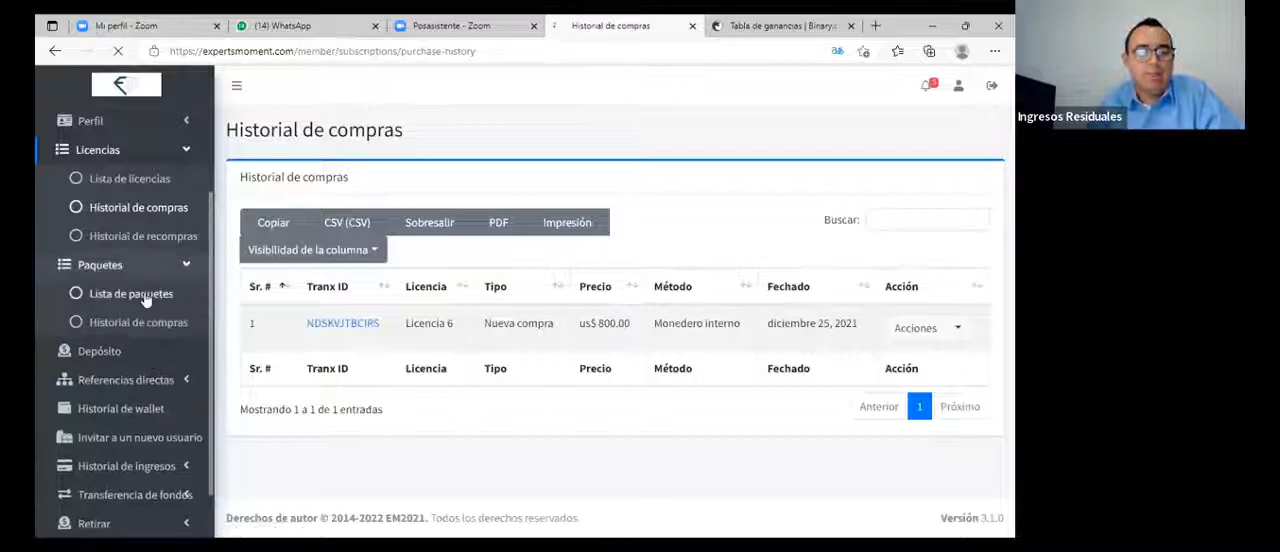 Mi perfil - Zoom
(14) WhatsApp
Posasistente - Zoom
Historial de compras
Tabla de ganancias | Binary.c
https://expertsmoment.com/member/subscriptions/purchase-history
Perfil
Licencias
Lista de licencias
Historial de compras
Historial de recompras
Paquetes
Lista de paquetes
Historial de compras
Depósito
Referencias directas
Historial de wallet
Invitar a un nuevo usuario
Historial de ingresos
Transferencia de fondos
Retirar
Historial de compras
Historial de compras
Copiar CSV (CSV) Sobresalir PDF Impresión
Visibilidad de la columna
Buscar:
Sr. # Tranx ID Licencia Tipo Precio Método Fechado Acción
1 NDSKVJTBCIRS Licencia 6 Nueva compra us$ 800.00 Monedero interno diciembre 25, 2021 Acciones
Sr. # Tranx ID Licencia Tipo Precio Método Fechado Acción
Mostrando 1 a 1 de 1 entradas
Anterior 1 Próximo
Derechos de autor © 2014-2022 EM2021. Todos los derechos reservados.
Versión 3.1.0
Ingresos Residuales